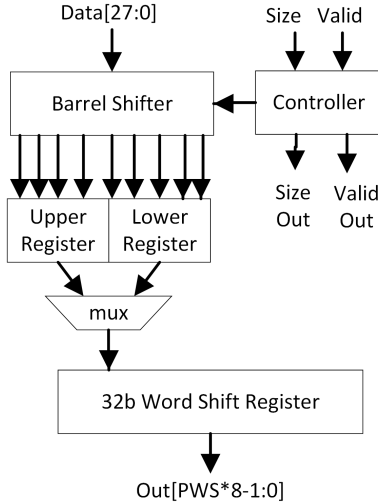 Data[27:0]
Size Valid
Barrel Shifter
Controller
Size Out
Valid Out
Upper Register
Lower Register
mux
32b Word Shift Register
Out[PWS*8-1:0]